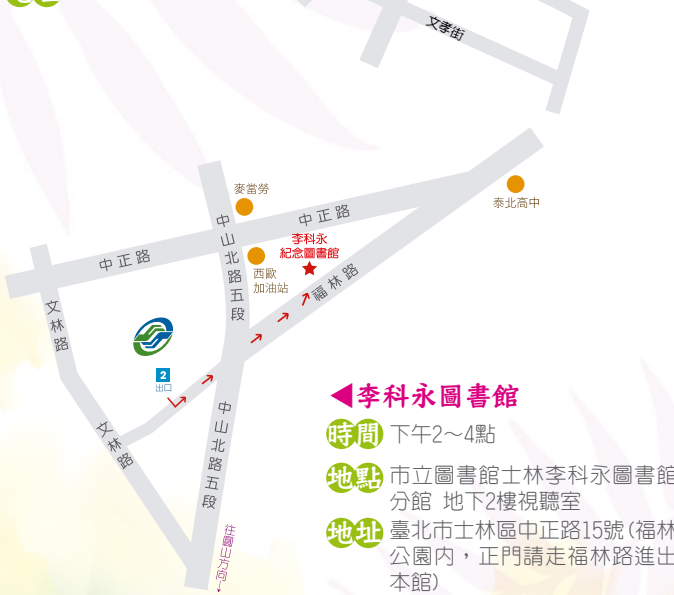 文孝街
麥當勞
泰北高中
中正路
中山北路五段
李科永
紀念圖書館
中正路
西歐
加油站
福林路
文林路
2
出口
中山北路五段
文林路
往圓山方向→
◀李科永圖書館
時間 下午2～4點
地點 市立圖書館士林李科永圖書館
分館 地下2樓視聽室
地址 臺北市士林區中正路15號(福林
公園內，正門請走福林路進出
本館)